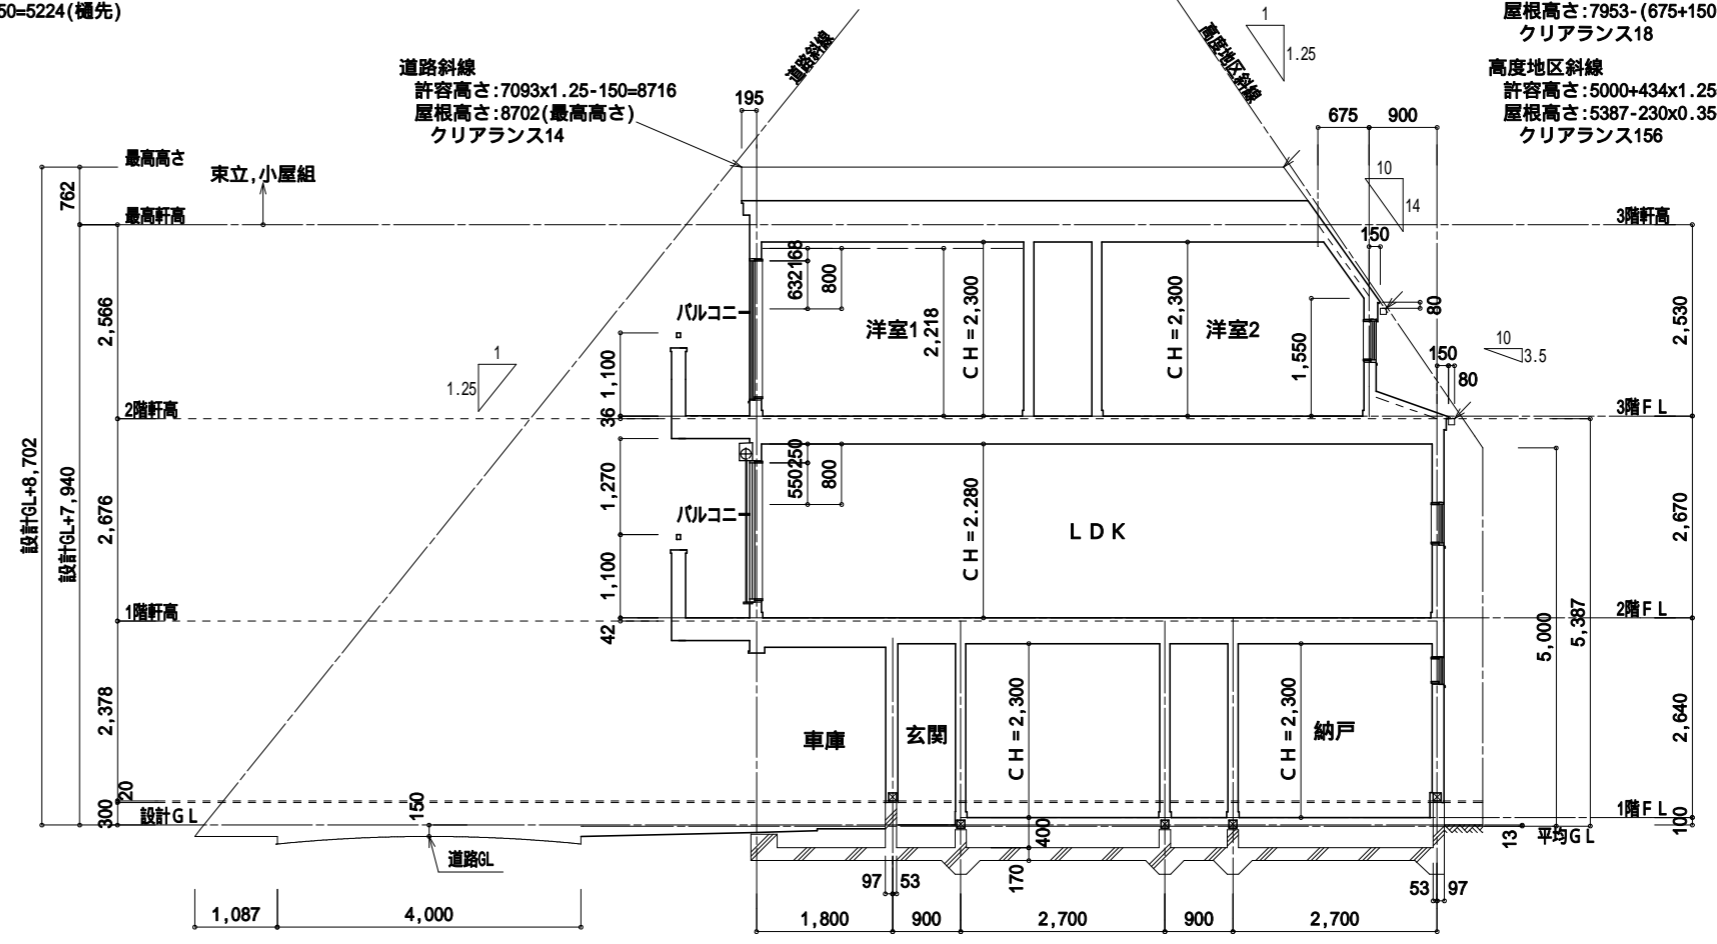 50=5224(樋先)
屋根高さ:7953-(675+150
クリアランス18
道路斜線
許容高さ:7093x1.25-150=8716
屋根高さ:8702(最高高さ)
クリアランス14
高度地区斜線
許容高さ:5000+434x1.25
屋根高さ:5387-230x0.35
クリアランス156
道路斜線
高度地区斜線
1
1.25
195
675
900
10
14
最高高さ
束立,小屋組
762
最高軒高
3階軒高
150
632
168
800
バルコニー
洋室1
2,218
CH=2,300
CH=2,300
洋室2
1,550
80
2,566
2,530
1
1.25
1,100
36
10
3.5
150
80
2階軒高
3階FL
設計GL+8,702
設計GL+7,940
2,676
1,270
550
250
800
バルコニー
CH=2.280
LDK
2,670
1,100
42
1階軒高
2階FL
5,000
5,387
2,378
車庫
玄関
CH=2,300
CH=2,300
納戸
2,640
20
300
設計GL
150
道路GL
400
170
1階FL
100
13
平均GL
97
53
53
97
1,087
4,000
1,800
900
2,700
900
2,700